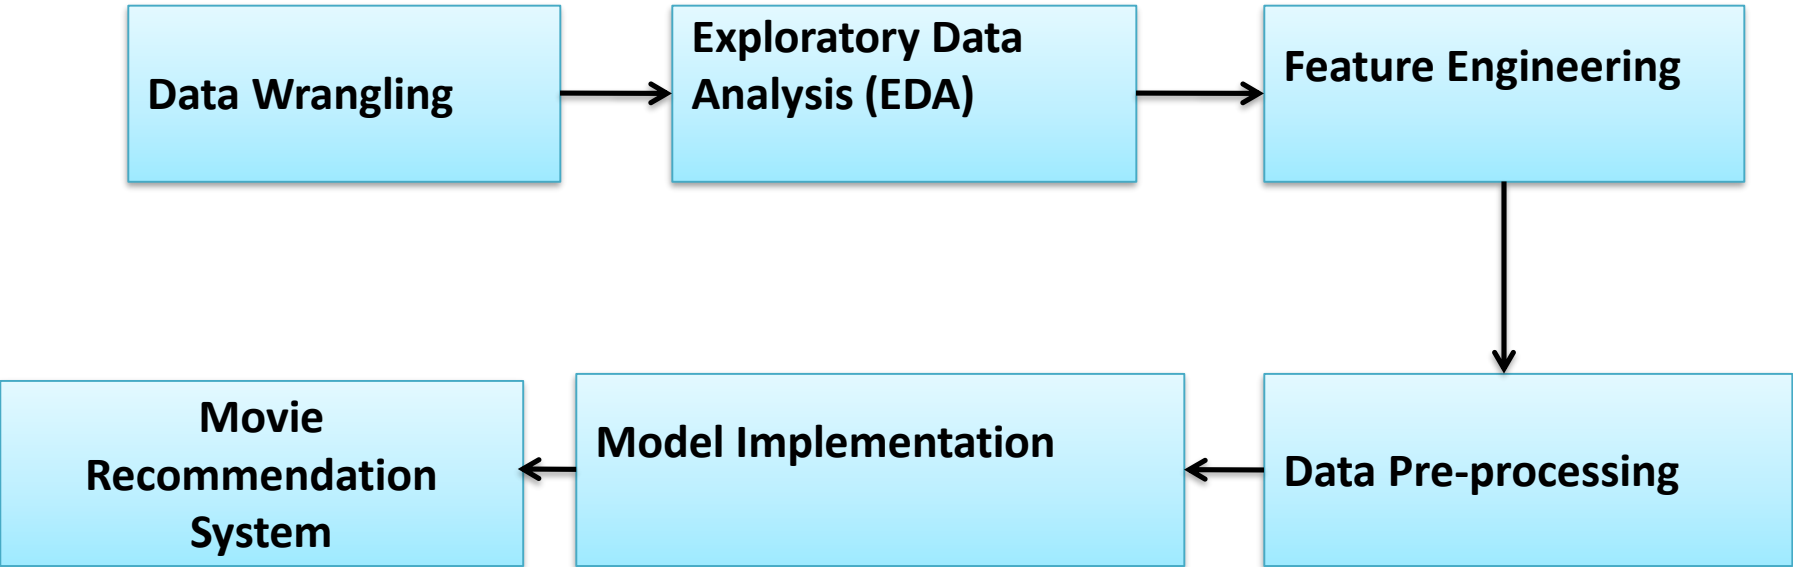 Data Wrangling
Exploratory Data
Analysis (EDA)
Feature Engineering
Data Pre-processing
Model Implementation
Movie
Recommendation
System